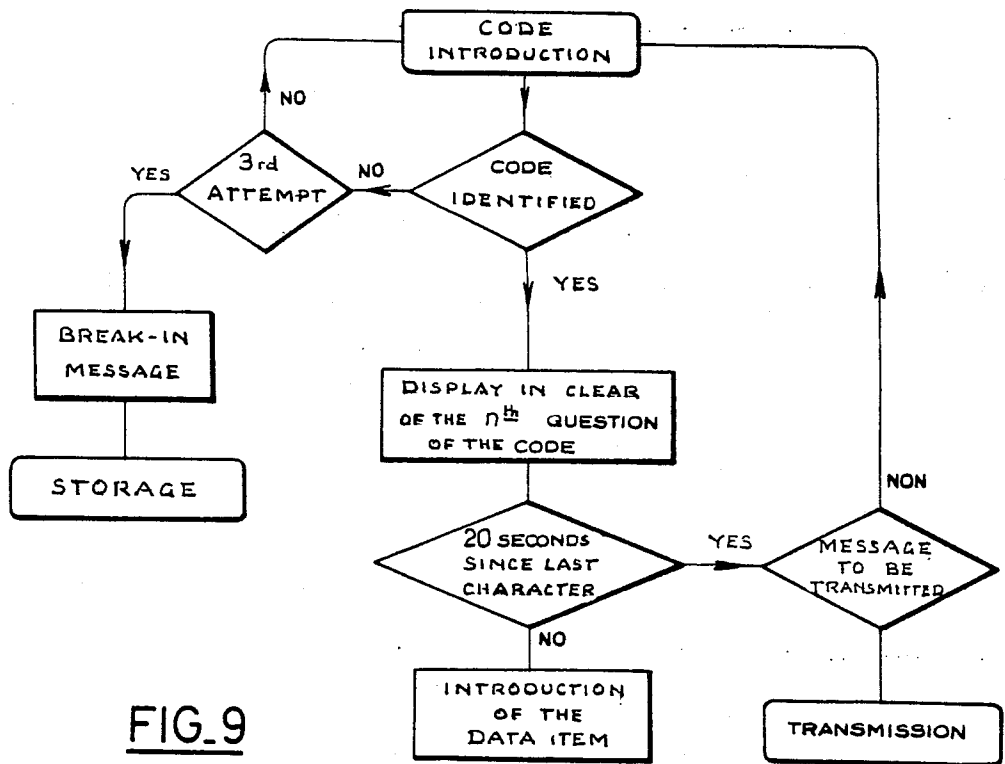 CODE
INTRODUCTION
NO
3rd
ATTEMPT
YES
NO
CODE
IDENTIFIED
YES
BREAK-IN
MESSAGE
STORAGE
DISPLAY IN CLEAR
OF THE nth QUESTION
OF THE CODE
20 SECONDS
SINCE LAST
CHARACTER
YES
NON
MESSAGE
TO BE
TRANSMITTED
NO
INTRODUCTION
OF THE
DATA ITEM
TRANSMISSION
FIG_9